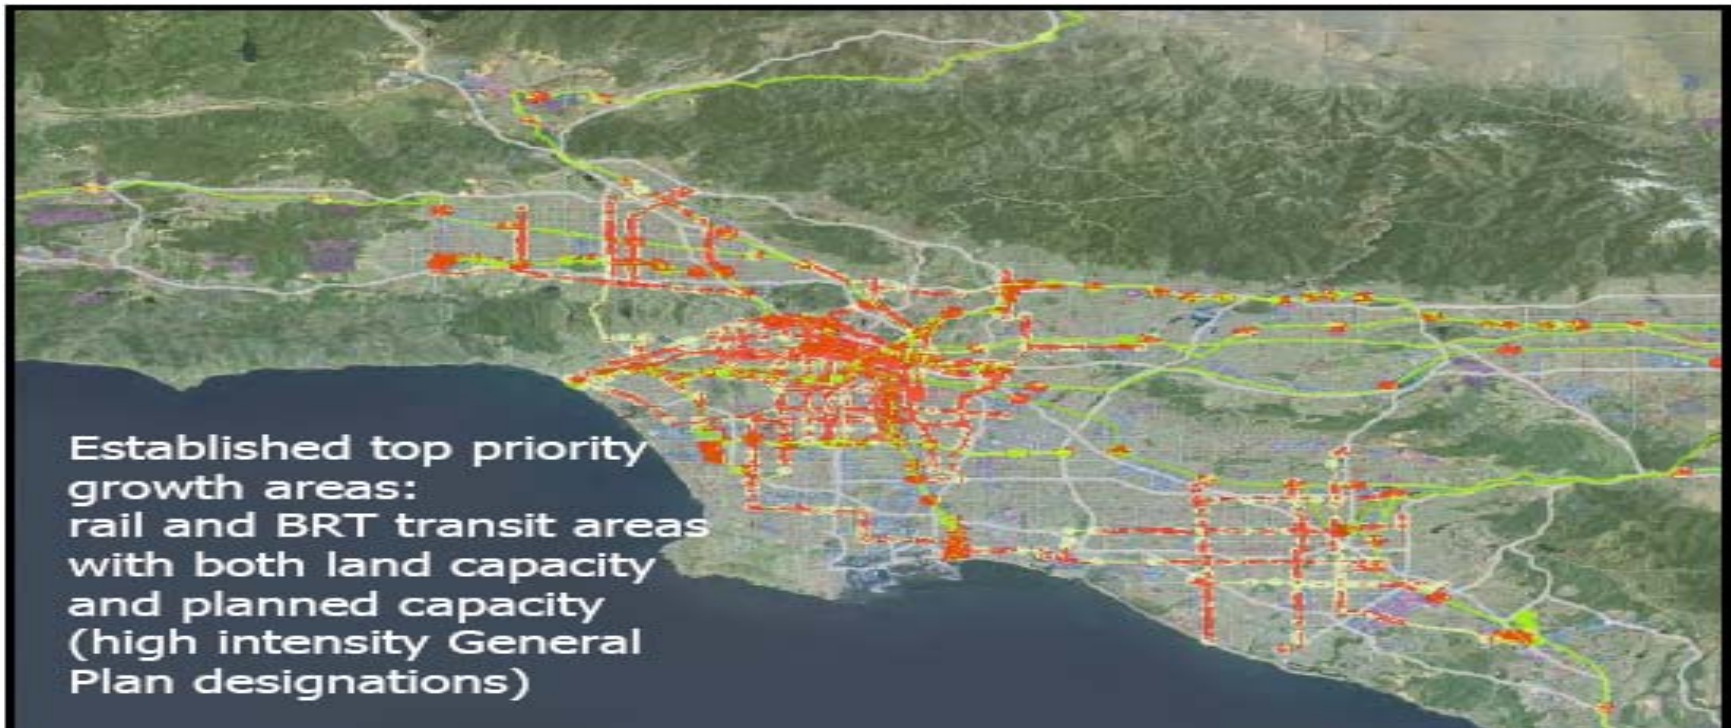 Established top priority
growth areas:
rail and BRT transit areas
with both land capacity
and planned capacity
(high intensity General
Plan designations)